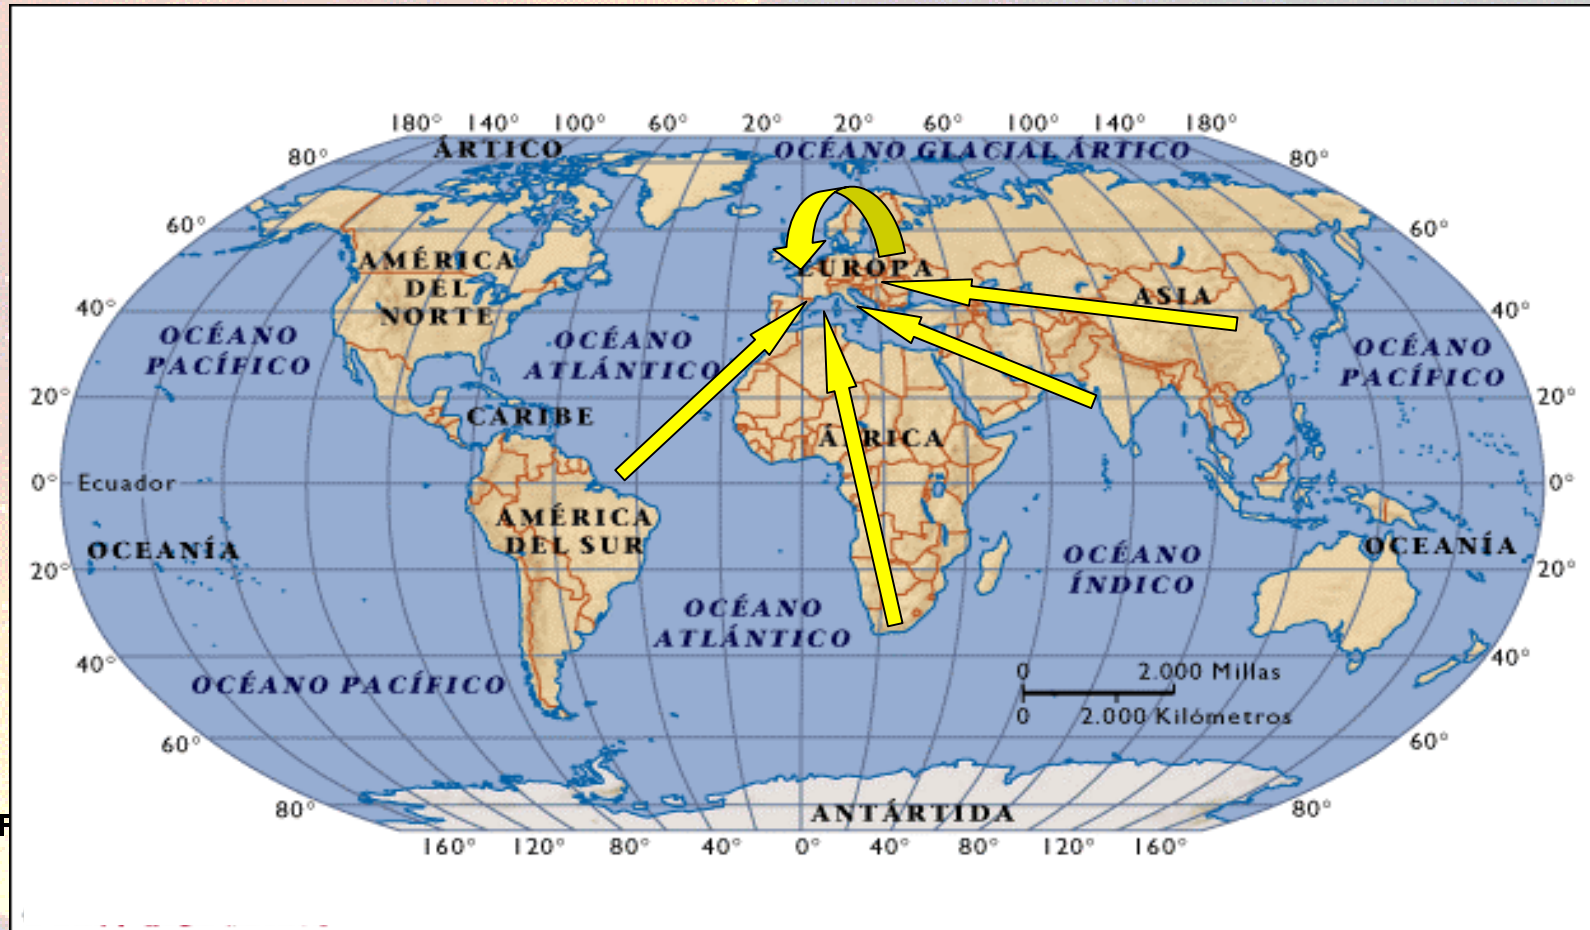 180° 140° 100° 60° 20° 20° 60° 100° 140° 180°
ÁRTICO
OCÉANO GLACIAL ÁRTICO
80°
80°
60°
60°
AMÉRICA
DEL
NORTE
EUROPA
ASIA
40°
40°
OCÉANO
PACÍFICO
OCÉANO
ATLÁNTICO
OCÉANO
PACÍFICO
20°
20°
CARIBE
ÁFRICA
0°
Ecuador
0°
AMÉRICA
DEL SUR
OCEANÍA
OCÉANO
ÍNDICO
OCEANÍA
20°
20°
OCÉANO
ATLÁNTICO
40°
40°
OCÉANO PACÍFICO
0 2.000 Millas
0 2.000 Kilómetros
60°
60°
80°
80°
ANTÁRTIDA
160° 120° 80° 40° 0° 40° 80° 120° 160°